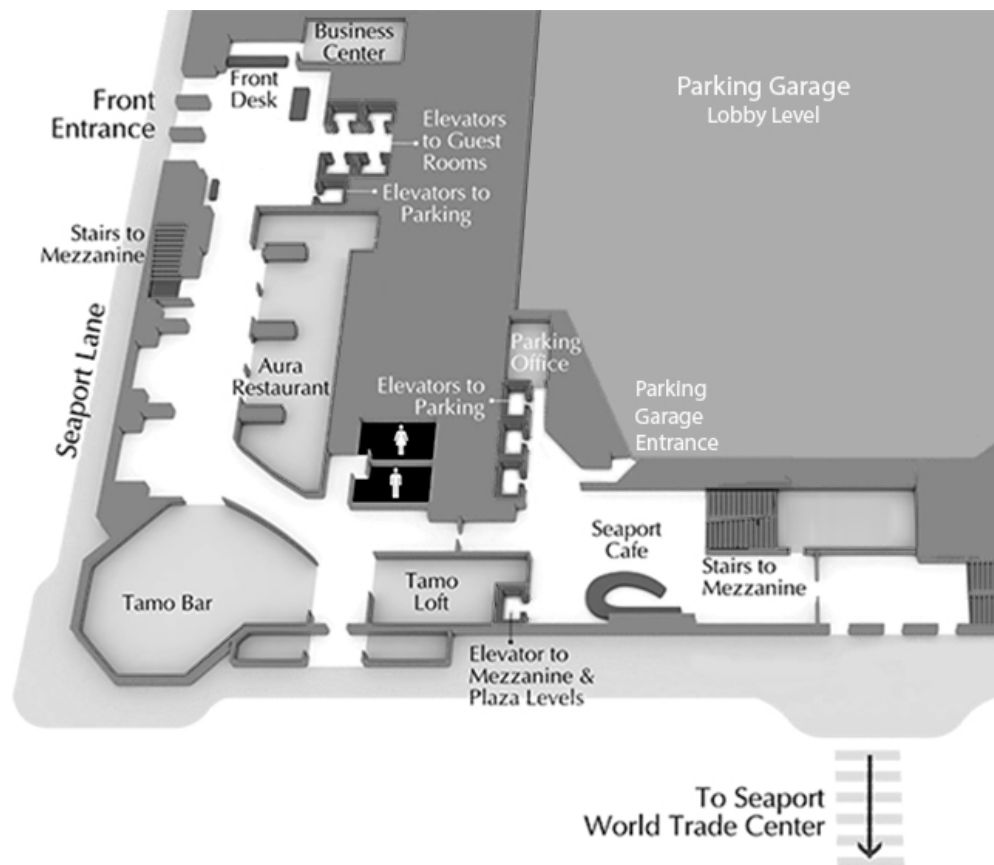 Business
Center
Front
Desk
Front
Entrance
Parking Garage
Lobby Level
Elevators
to Guest
Rooms
Elevators to
Parking
Stairs to
Mezzanine
Seaport Lane
Aura
Restaurant
Parking
Office
Elevators to
Parking
Parking
Garage
Entrance
Seaport
Cafe
Stairs to
Mezzanine
Tamo Bar
Tamo
Loft
Elevator to
Mezzanine &
Plaza Levels
To Seaport
World Trade Center